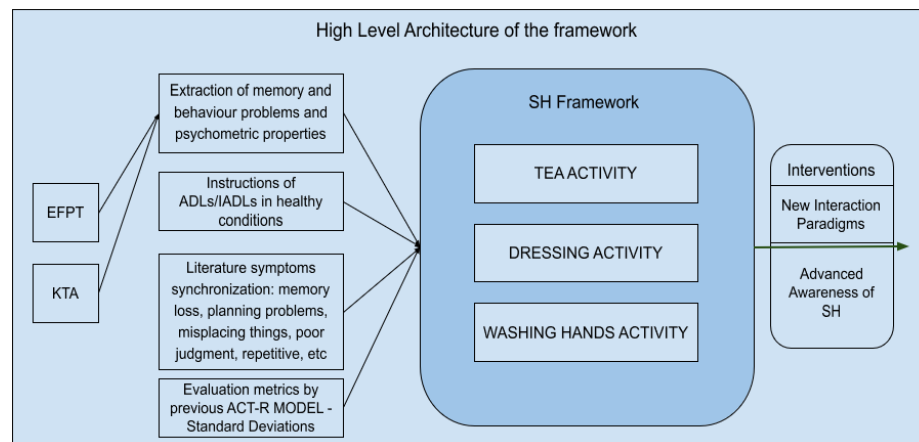 High Level Architecture of the framework
Extraction of memory and
behaviour problems and
psychometric properties
EFPT
KTA
Instructions of
ADLs/IADLs in healthy
conditions
Literature symptoms
synchronization: memory
loss, planning problems,
misplacing things, poor
judgment, repetitive, etc
Evaluation metrics by
previous ACT-R MODEL -
Standard Deviations
SH Framework
TEA ACTIVITY
DRESSING ACTIVITY
WASHING HANDS ACTIVITY
Interventions
New Interaction
Paradigms
Advanced
Awareness of
SH